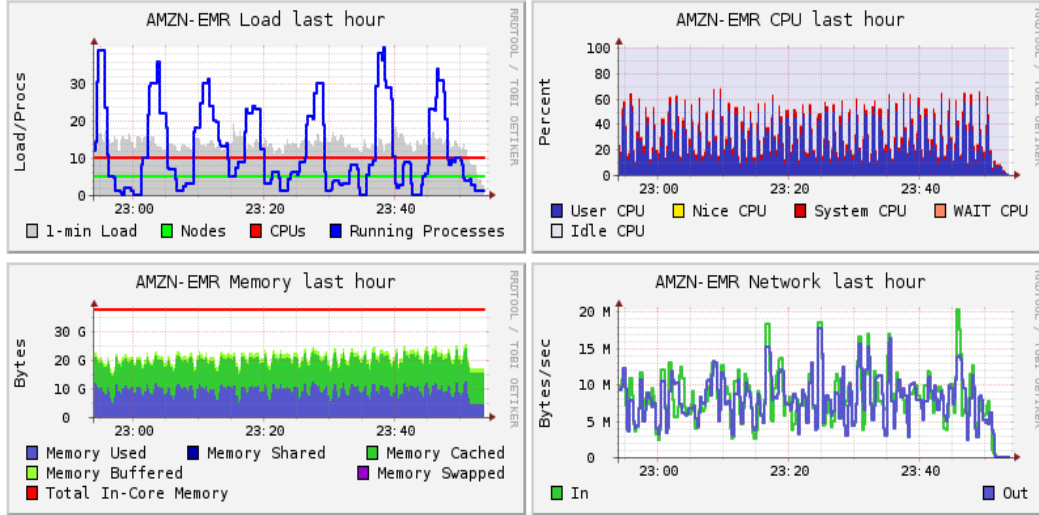 AMZN-EMR Load last hour
RRDTOOL / TOBI OETIKER
Load/Procs
30
20
10
0
23:00 23:20 23:40
1-min Load Nodes CPUs Running Processes
AMZN-EMR CPU last hour
RRDTOOL / TOBI OETIKER
Percent
100
80
60
40
20
0
23:00 23:20 23:40
User CPU Nice CPU System CPU WAIT CPU
Idle CPU
AMZN-EMR Memory last hour
RRDTOOL / TOBI OETIKER
Bytes
30 G
20 G
10 G
0
23:00 23:20 23:40
Memory Used Memory Shared Memory Cached
Memory Buffered Memory Swapped
Total In-Core Memory
AMZN-EMR Network last hour
RRDTOOL / TOBI OETIKER
Bytes/sec
20 M
15 M
10 M
5 M
0
23:00 23:20 23:40
In Out